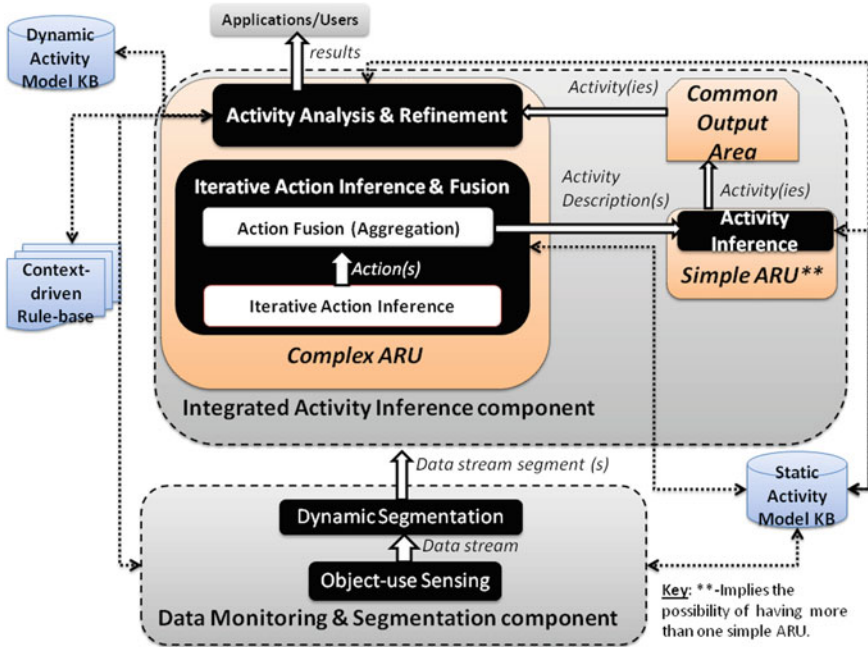 Applications/Users
Dynamic
Activity
Model KB
results
Activity Analysis & Refinement
Activity(ies)
Common
Output
Area
Iterative Action Inference & Fusion
Activity
Description(s)
Activity(ies)
Action Fusion (Aggregation)
Activity
Inference
Action(s)
Simple ARU**
Iterative Action Inference
Context-
driven
Rule-base
Complex ARU
Integrated Activity Inference component
Data stream segment (s)
Static
Activity
Model KB
Dynamic Segmentation
Data stream
Object-use Sensing
Data Monitoring & Segmentation component
Key: **-Implies the
possibility of having more
than one simple ARU.